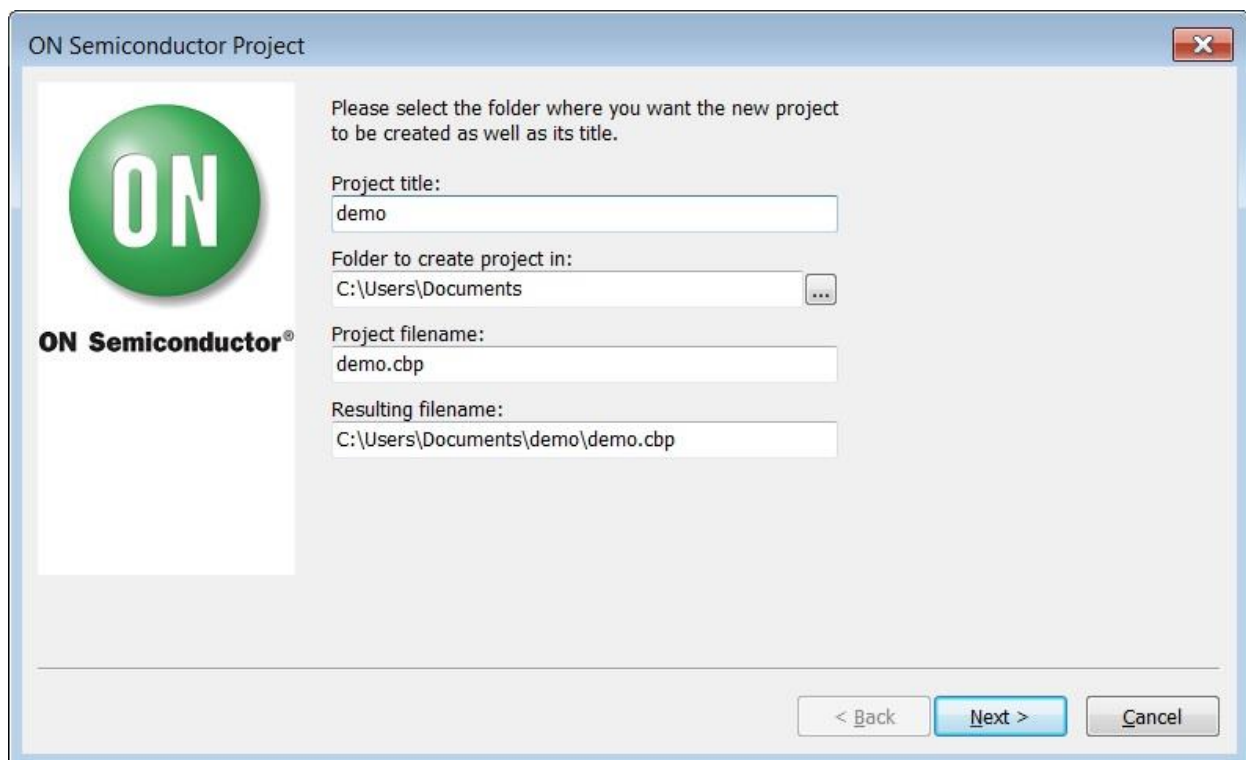 ON Semiconductor Project
ON
ON Semiconductor®
Please select the folder where you want the new project
to be created as well as its title.
Project title:
demo
Folder to create project in:
C:\Users\Documents
...
Project filename:
demo.cbp
Resulting filename:
C:\Users\Documents\demo\demo.cbp
< Back
Next >
Cancel